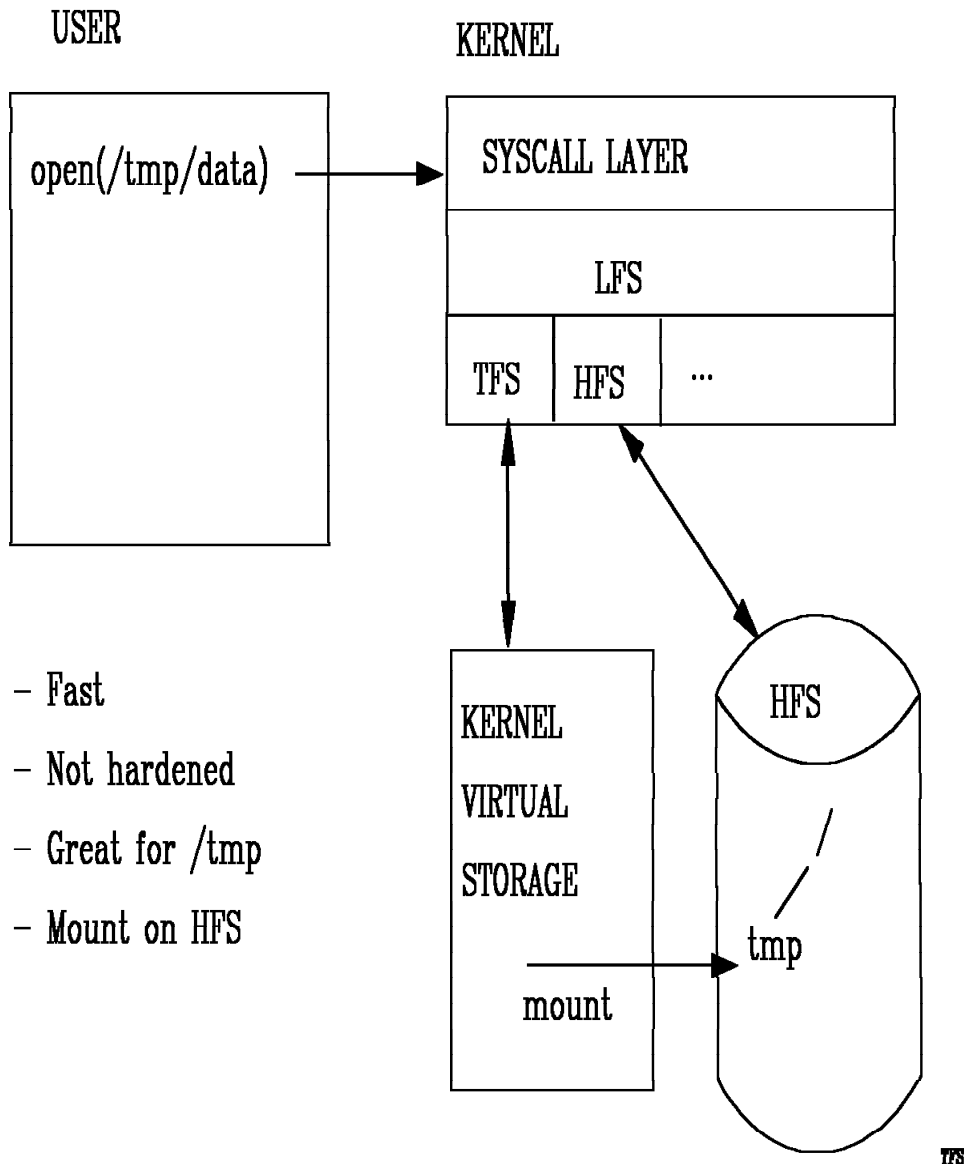 USER
KERNEL
open(/tmp/data)
SYSCALL LAYER
LFS
TFS
HFS
...
- Fast
- Not hardened
- Great for /tmp
- Mount on HFS
KERNEL
VIRTUAL
STORAGE
mount
HFS
/
tmp
TFS